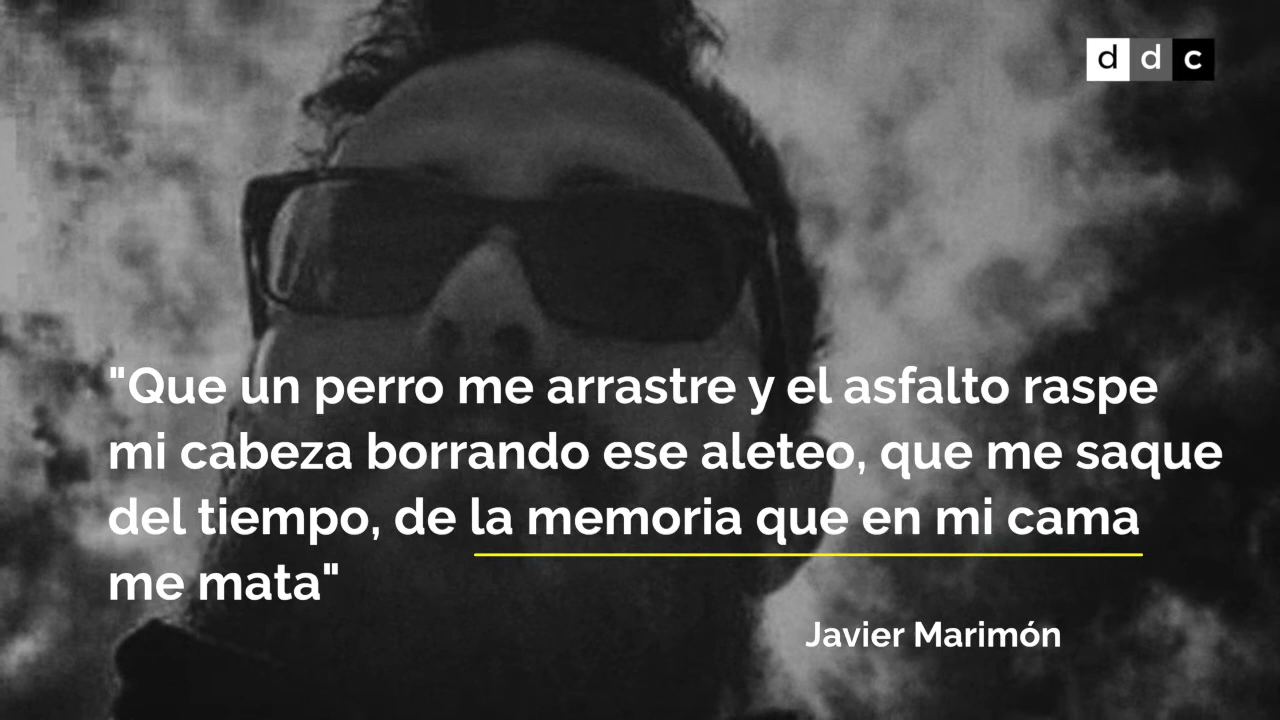 d d c
"Que un perro me arrastre y el asfalto raspe
mi cabeza borrando ese aleteo, que me saque
del tiempo, de la memoria que en mi cama
me mata"
Javier Marimón